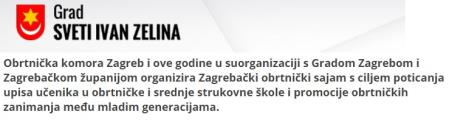 Grad
SVETI IVAN ZELINA
Obrtnička komora Zagreb i ove godine u suorganizaciji s Gradom Zagrebom i
Zagrebačkom županijom organizira Zagrebački obrtnički sajam s ciljem poticanja
upisa učenika u obrtničke i srednje strukovne škole i promocije obrtničkih
zanimanja među mladim generacijama.